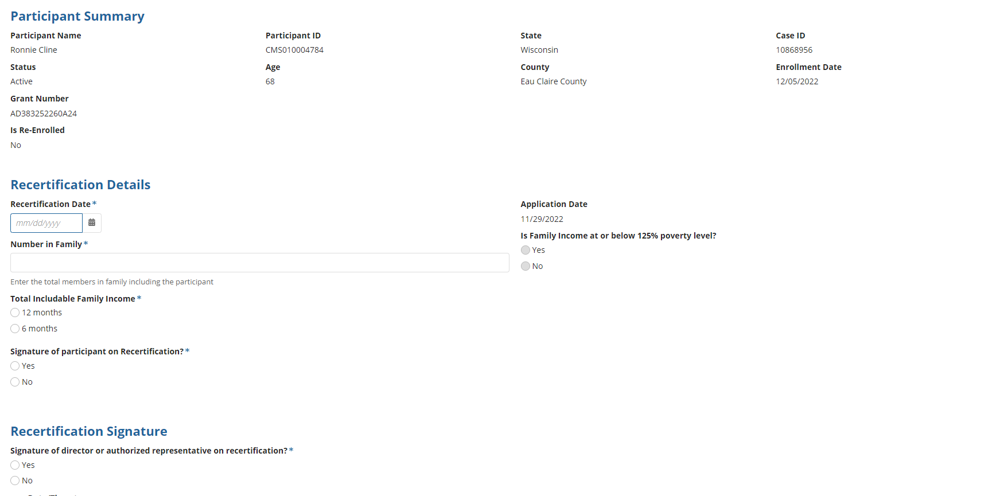 Participant Summary
Participant Name
Participant ID
State
Case ID
Ronnie Cline
CMS010004784
Wisconsin
10868956
Status
Age
County
Enrollment Date
Active
68
Eau Claire County
12/05/2022
Grant Number
AD383252260A24
Is Re-Enrolled
No
Recertification Details
Recertification Date *
Application Date
mm/dd/yyyy
11/29/2022
Number in Family *
Is Family Income at or below 125% poverty level?
Yes
No
Enter the total members in family including the participant
Total Includable Family Income *
12 months
6 months
Signature of participant on Recertification? *
Yes
No
Recertification Signature
Signature of director or authorized representative on recertification? *
Yes
No